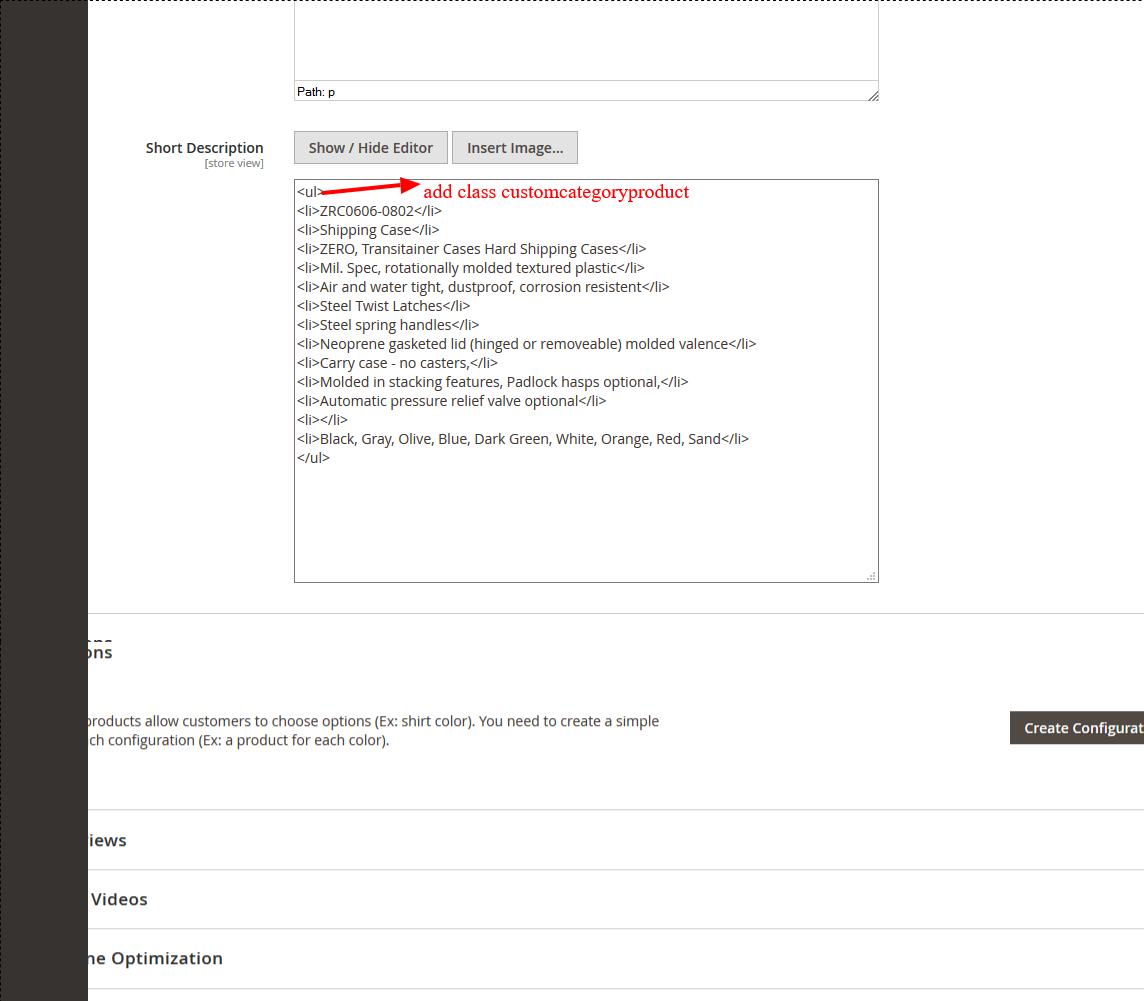 Path: p
Short Description
[store view]
Show / Hide Editor
Insert Image...
<ul>
add class customcategoryproduct
<li>ZRC0606-0802</li>
<li>Shipping Case</li>
<li>ZERO, Transitainer Cases Hard Shipping Cases</li>
<li>Mil. Spec, rotationally molded textured plastic</li>
<li>Air and water tight, dustproof, corrosion resistent</li>
<li>Steel Twist Latches</li>
<li>Steel spring handles</li>
<li>Neoprene gasketed lid (hinged or removeable) molded valence</li>
<li>Carry case - no casters,</li>
<li>Molded in stacking features, Padlock hasps optional,</li>
<li>Automatic pressure relief valve optional</li>
<li></li>
<li>Black, Gray, Olive, Blue, Dark Green, White, Orange, Red, Sand</li>
</ul>
ons
products allow customers to choose options (Ex: shirt color). You need to create a simple
ch configuration (Ex: a product for each color).
Create Configurat
iews
Videos
ne Optimization